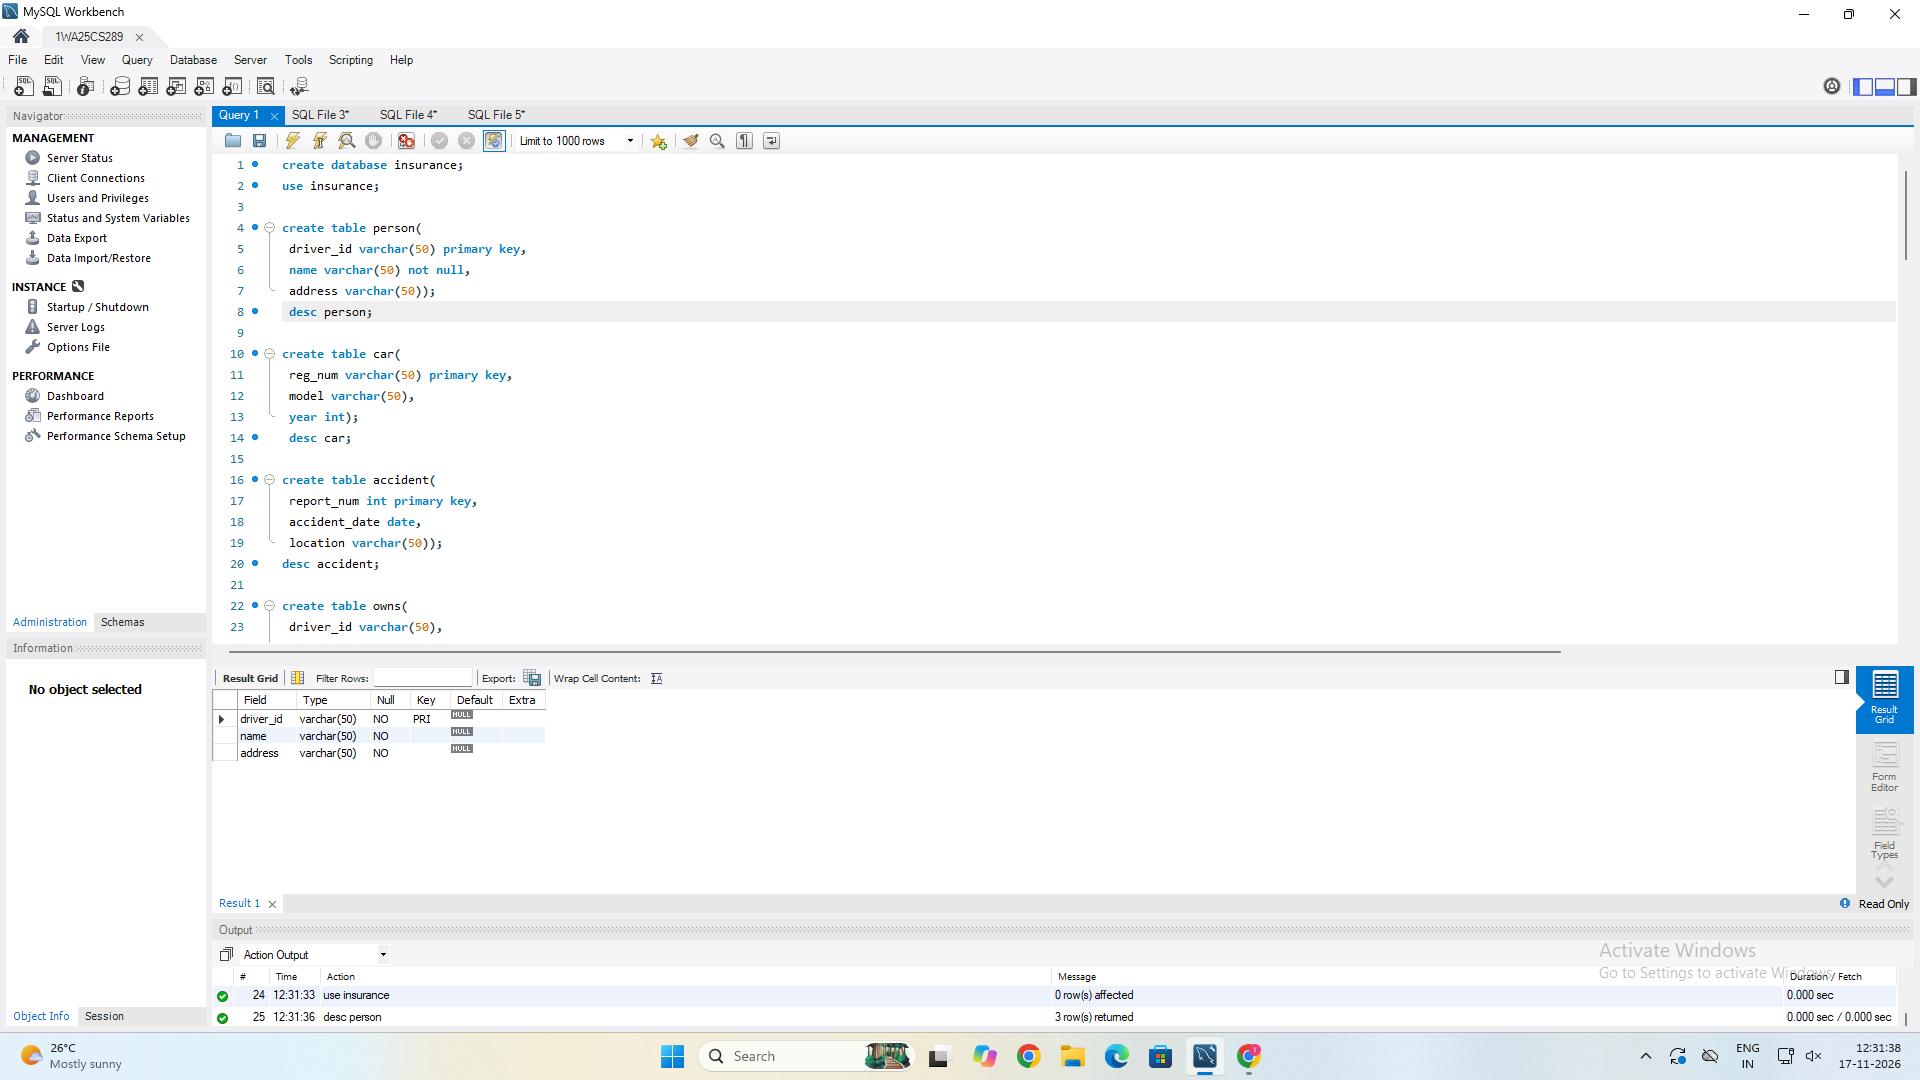 MySQL Workbench
1WA25CS289
File Edit View Query Database Server Tools Scripting Help
Navigator
MANAGEMENT
Server Status
Client Connections
Users and Privileges
Status and System Variables
Data Export
Data Import/Restore
INSTANCE
Startup / Shutdown
Server Logs
Options File
PERFORMANCE
Dashboard
Performance Reports
Performance Schema Setup
Administration Schemas
Information
No object selected
Object Info Session
Query 1 SQL File 3* SQL File 4* SQL File 5*
Limit to 1000 rows
1 create database insurance;
2 use insurance;
3
4 create table person(
5 driver_id varchar(50) primary key,
6 name varchar(50) not null,
7 address varchar(50));
8 desc person;
9
10 create table car(
11 reg_num varchar(50) primary key,
12 model varchar(50),
13 year int);
14 desc car;
15
16 create table accident(
17 report_num int primary key,
18 accident_date date,
19 location varchar(50));
20 desc accident;
21
22 create table owns(
23 driver_id varchar(50),
Result Grid Filter Rows: Export: Wrap Cell Content:
Field Type Null Key Default Extra
driver_id varchar(50) NO PRI NULL
name varchar(50) NO NULL
address varchar(50) NO NULL
Result Grid
Form Editor
Field Types
Result 1
Read Only
Output
Action Output
# Time Action Message Duration / Fetch
24 12:31:33 use insurance 0 row(s) affected 0.000 sec
25 12:31:36 desc person 3 row(s) returned 0.000 sec / 0.000 sec
Activate Windows
Go to Settings to activate Windows.
26°C
Mostly sunny
Search
ENG
IN
12:31:38
17-11-2026